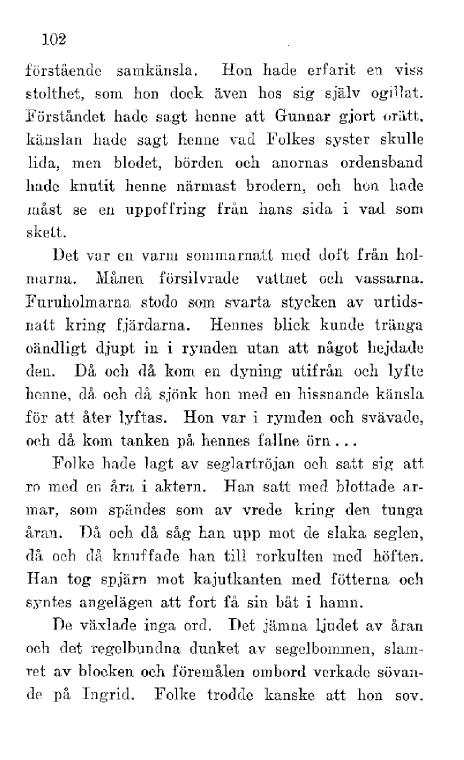 102
förstående samkänsla. Hon hade erfarit en viss
stolthet, som hon dock även hos sig själv ogillat.
Förståndet hade sagt henne att Gunnar gjort orätt,
känslan hade sagt henne vad Folkes syster skulle
lida, men blodet, börden och anornas ordensband
hade knutit henne närmast brodern, och hon hade
måst se en uppoffring från hans sida i vad som
skett.
Det var en varm sommarnatt med doft från hol-
marna. Månen försilvrade vattnet och vassarna.
Furuholmarna stodo som svarta stycken av urtids-
natt kring fjärdarna. Hennes blick kunde tränga
oändligt djupt in i rymden utan att något hejdade
den. Då och då kom en dyning utifrån och lyfte
henne, då och då sjönk hon med en hissnande känsla
för att åter lyftas. Hon var i rymden och svävade,
och då kom tanken på hennes fallne örn...
Folke hade lagt av seglartröjan och satt sig att
ro med en åra i aktern. Han satt med blottade ar-
mar, som spändes som av vrede kring den tunga
åran. Då och då såg han upp mot de slaka seglen,
då och då knuffade han till rorkulten med höften.
Han tog spjärn mot kajutkanten med fötterna och
syntes angelägen att fort få sin båt i hamn.
De växlade inga ord. Det jämna ljudet av åran
och det regelbundna dunket av segelbommen, slam-
ret av blocken och föremålen ombord verkade sövan-
de på Ingrid. Folke trodde kanske att hon sov.